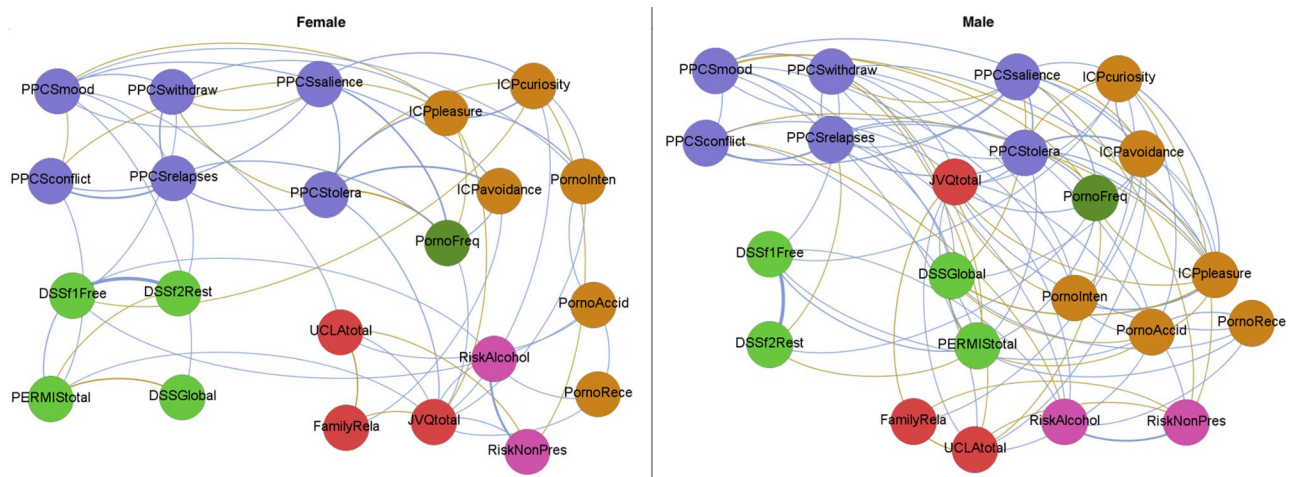 Female
PPCSmood
PPCSwithdraw
PPCSsalience
ICPcuriosity
ICPpleasure
PPCSconflict
PPCSrelapses
PPCStolera
ICPavoidance
PornoInten
PornoFreq
DSSf1Free
DSSf2Rest
PornoAccid
UCLAtotal
RiskAlcohol
PERMIStotal
DSSGlobal
PornoRece
FamilyRela
JVQtotal
RiskNonPres
Male
PPCSmood
PPCSwithdraw
PPCSsalience
ICPcuriosity
PPCSconflict
PPCSrelapses
PPCStolera
ICPavoidance
JVQtotal
PornoFreq
DSSf1Free
DSSGlobal
ICPpleasure
PornoInten
PornoAccid
PornoRece
DSSf2Rest
PERMIStotal
FamilyRela
RiskAlcohol
RiskNonPres
UCLAtotal